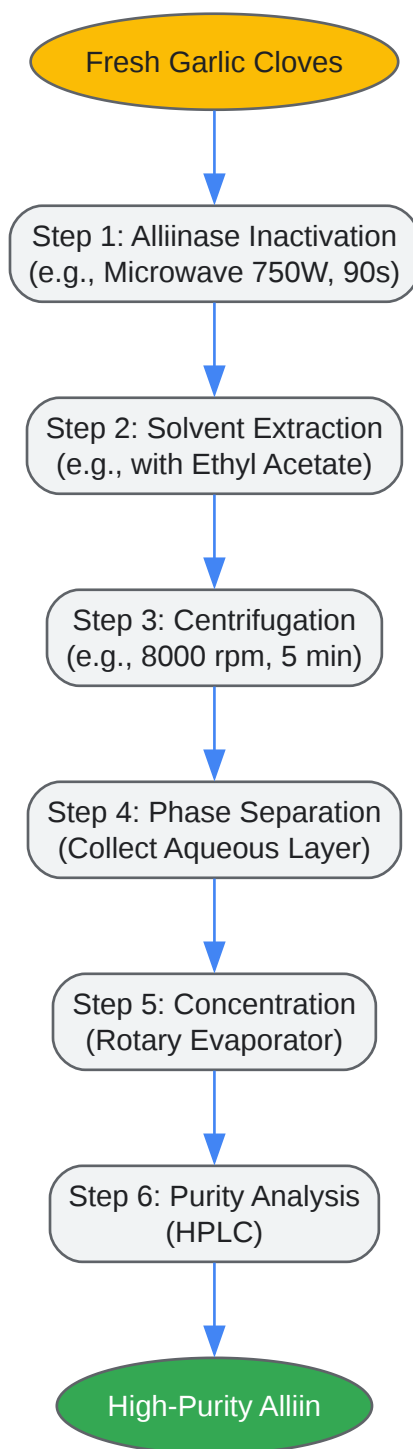 Fresh Garlic Cloves
Step 1: Alliinase Inactivation
(e.g., Microwave 750W, 90s)
Step 2: Solvent Extraction
(e.g., with Ethyl Acetate)
Step 3: Centrifugation
(e.g., 8000 rpm, 5 min)
Step 4: Phase Separation
(Collect Aqueous Layer)
Step 5: Concentration
(Rotary Evaporator)
Step 6: Purity Analysis
(HPLC)
High-Purity Alliin